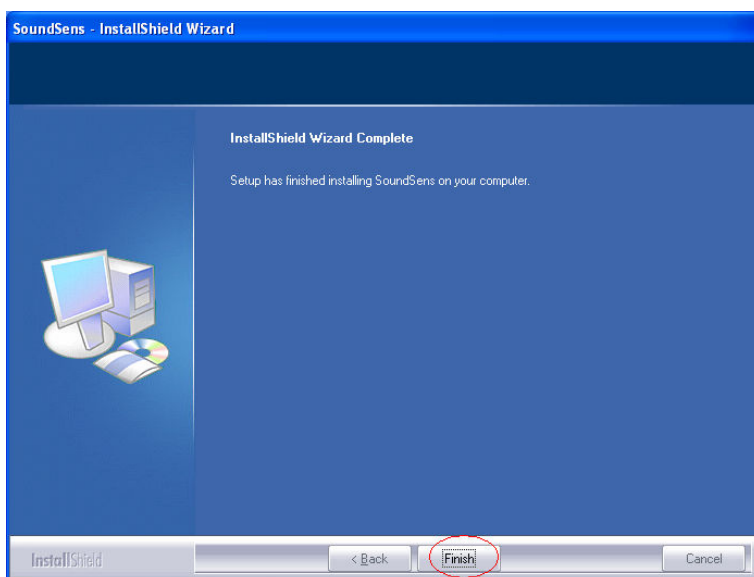 SoundSens - InstallShield Wizard
InstallShield Wizard Complete
Setup has finished installing SoundSens on your computer.
InstallShield
< Back
Finish
Cancel